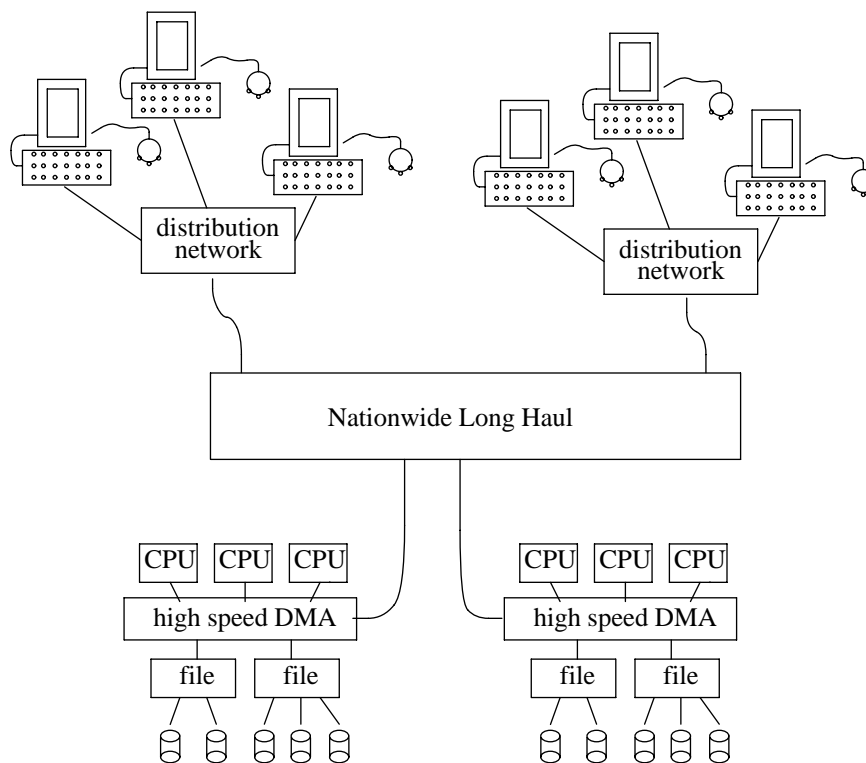 distribution
network
distribution
network
Nationwide Long Haul
CPU CPU CPU
CPU CPU CPU
high speed DMA
high speed DMA
file file
file file